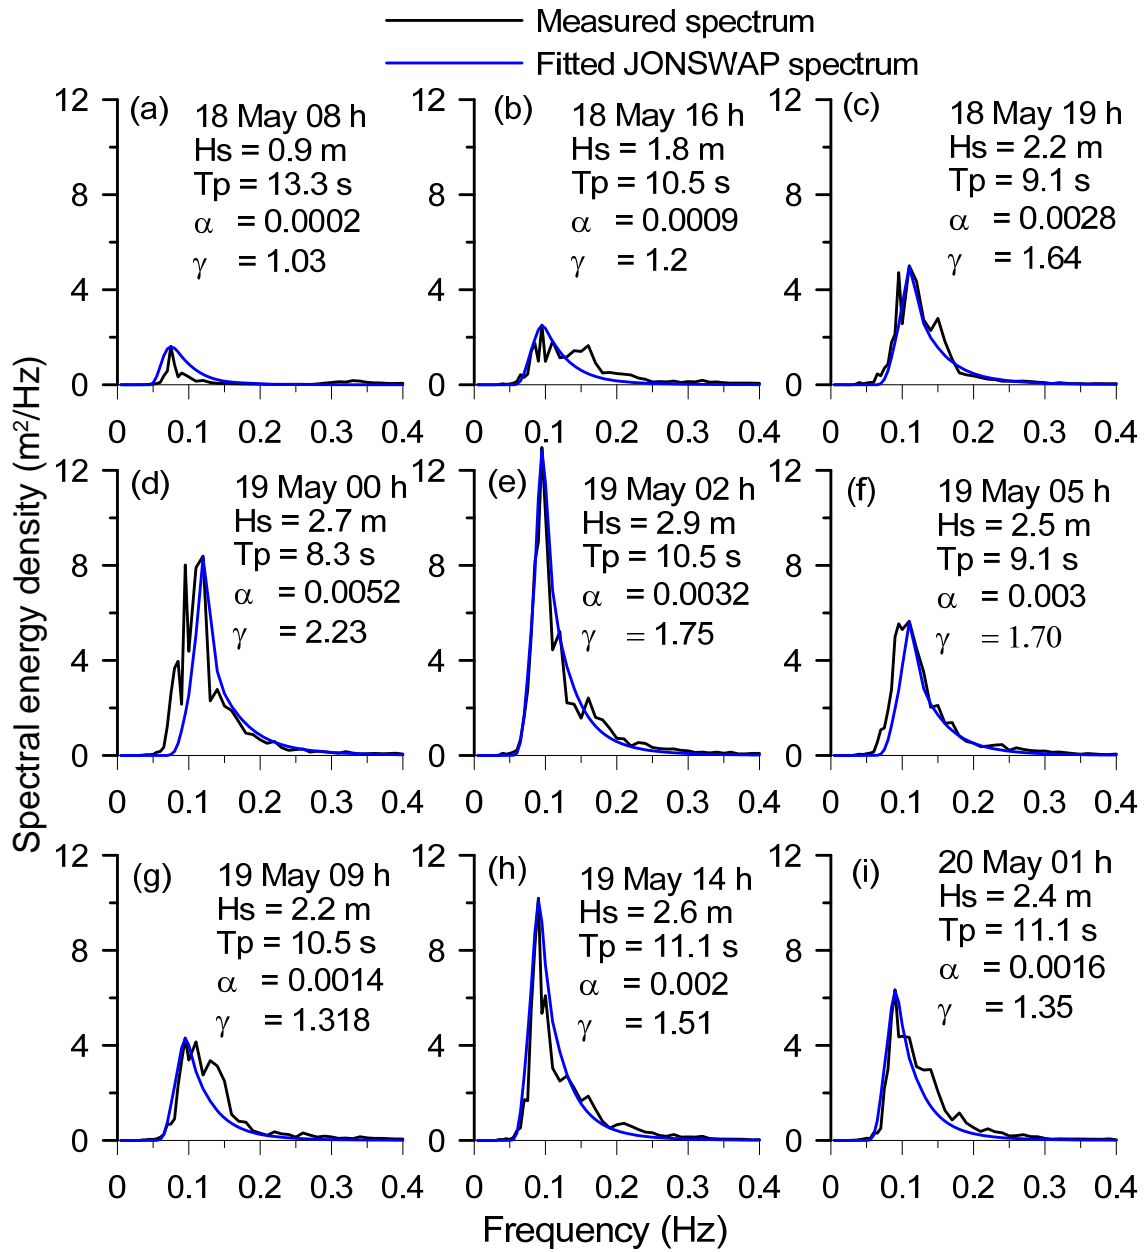 Measured spectrum
Fitted JONSWAP spectrum
Spectral energy density (m²/Hz)
(a)
18 May 08 h
Hs = 0.9 m
Tp = 13.3 s
α = 0.0002
γ = 1.03
12
8
4
0
0 0.1 0.2 0.3 0.4
(b)
18 May 16 h
Hs = 1.8 m
Tp = 10.5 s
α = 0.0009
γ = 1.2
12
8
4
0
0 0.1 0.2 0.3 0.4
(c)
18 May 19 h
Hs = 2.2 m
Tp = 9.1 s
α = 0.0028
γ = 1.64
12
8
4
0
0 0.1 0.2 0.3 0.4
(d)
19 May 00 h
Hs = 2.7 m
Tp = 8.3 s
α = 0.0052
γ = 2.23
12
8
4
0
0 0.1 0.2 0.3 0.4
(e)
19 May 02 h
Hs = 2.9 m
Tp = 10.5 s
α = 0.0032
γ = 1.75
12
8
4
0
0 0.1 0.2 0.3 0.4
(f)
19 May 05 h
Hs = 2.5 m
Tp = 9.1 s
α = 0.003
γ = 1.70
12
8
4
0
0 0.1 0.2 0.3 0.4
(g)
19 May 09 h
Hs = 2.2 m
Tp = 10.5 s
α = 0.0014
γ = 1.318
12
8
4
0
0 0.1 0.2 0.3 0.4
(h)
19 May 14 h
Hs = 2.6 m
Tp = 11.1 s
α = 0.002
γ = 1.51
12
8
4
0
0 0.1 0.2 0.3 0.4
(i)
20 May 01 h
Hs = 2.4 m
Tp = 11.1 s
α = 0.0016
γ = 1.35
12
8
4
0
0 0.1 0.2 0.3 0.4
Frequency (Hz)